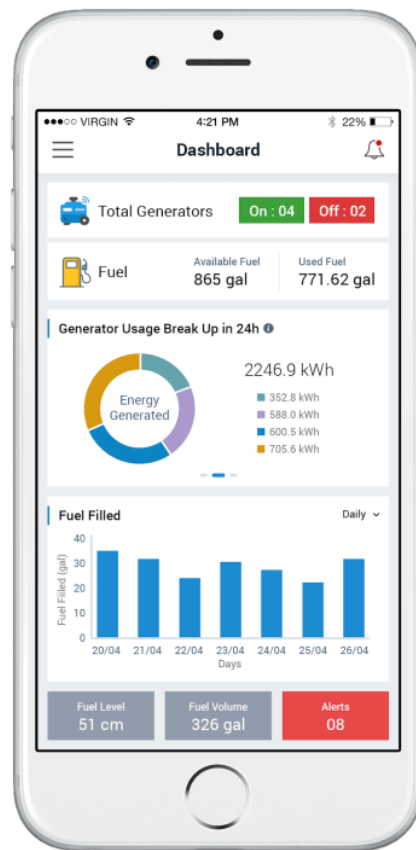 VIRGIN 4:21 PM 22%
Dashboard
Total Generators On : 04 Off : 02
Fuel
Available Fuel
865 gal
Used Fuel
771.62 gal
Generator Usage Break Up in 24h i
Energy
Generated
2246.9 kWh
352.8 kWh
588.0 kWh
600.5 kWh
705.6 kWh
Fuel Filled Daily
Fuel Filled (gal)
40
30
20
10
0
20/04 21/04 22/04 23/04 24/04 25/04 26/04
Days
Fuel Level
51 cm
Fuel Volume
326 gal
Alerts
08